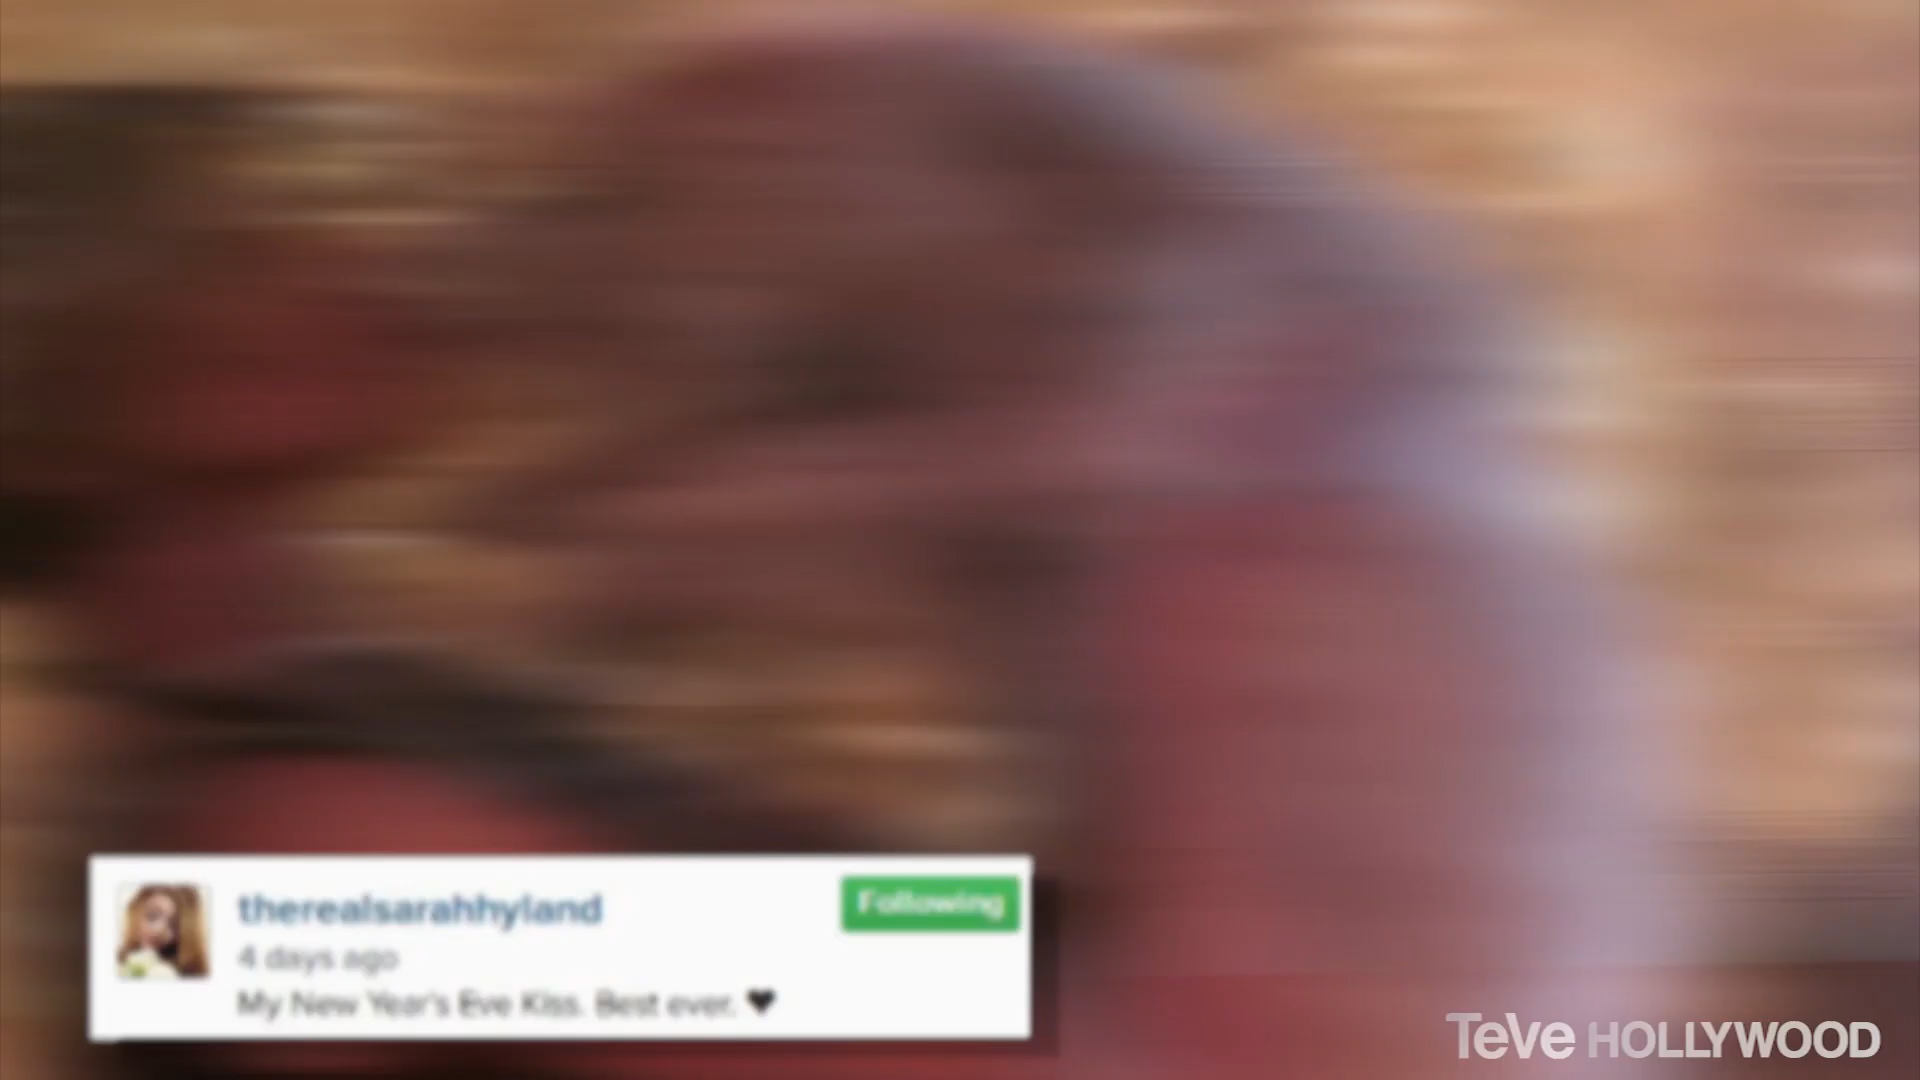 therealsarahhyland
Following
4 days ago
My New Year's Eve Kiss. Best ever. ♥
TeVe HOLLYWOOD